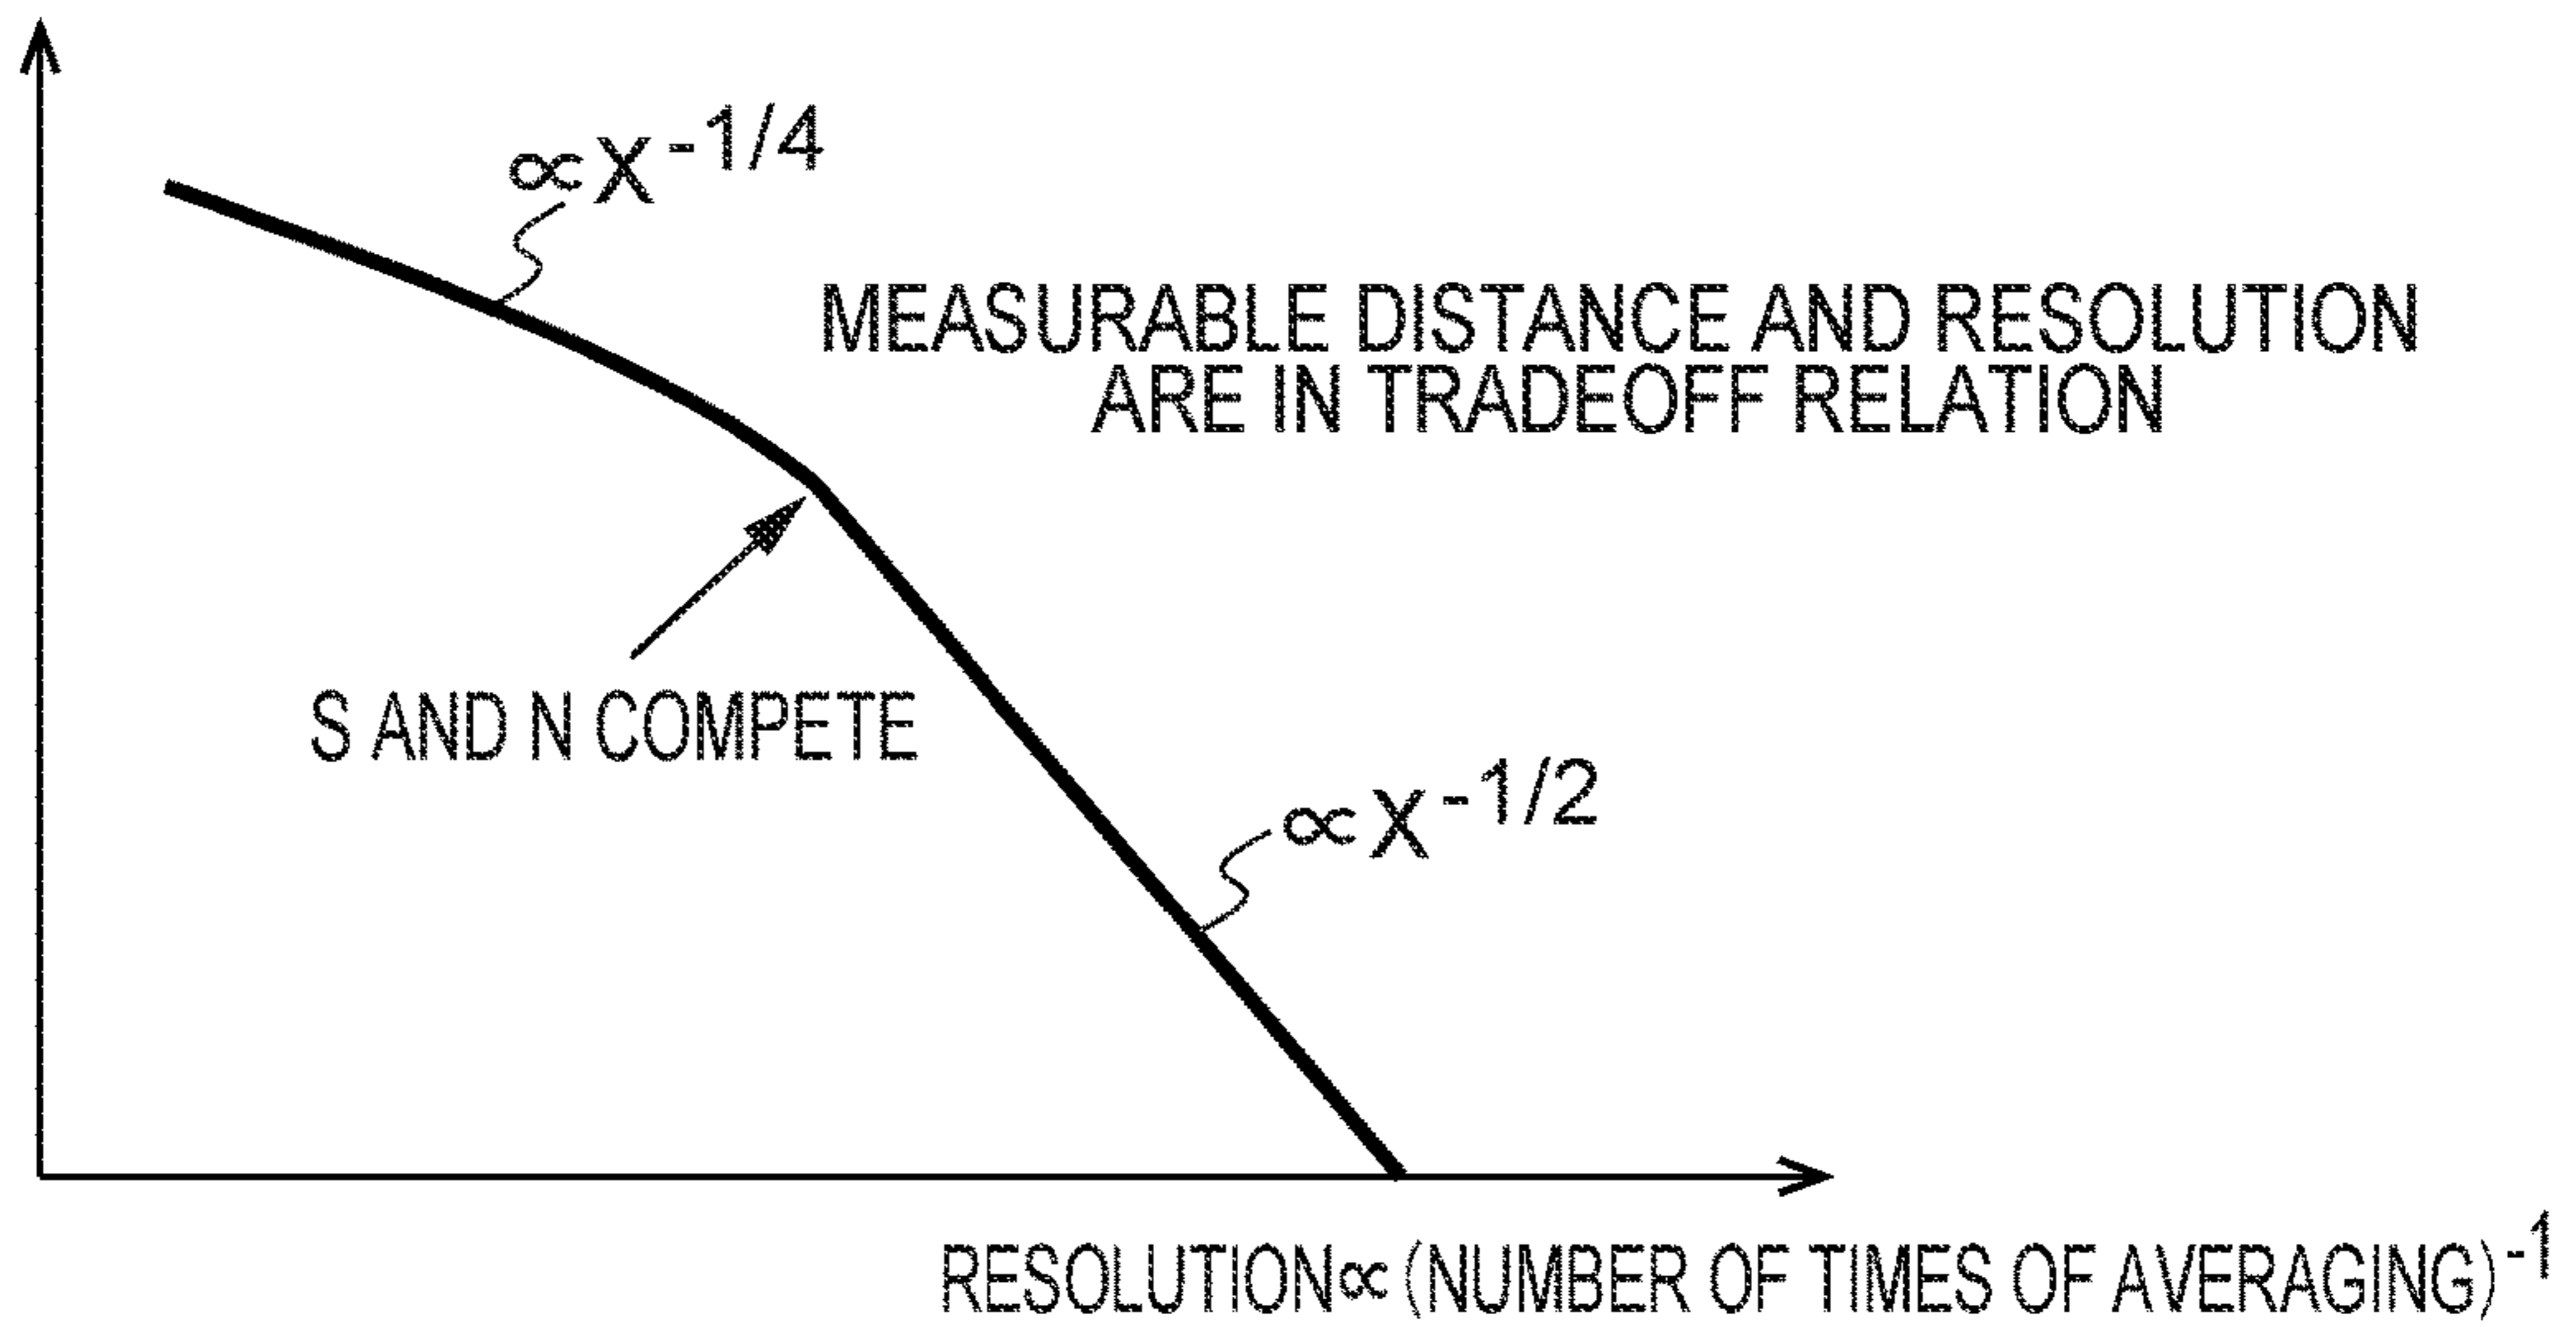 ∝X^-1/4
MEASURABLE DISTANCE AND RESOLUTION
ARE IN TRADEOFF RELATION
S AND N COMPETE
∝X^-1/2
RESOLUTION∝(NUMBER OF TIMES OF AVERAGING)^-1